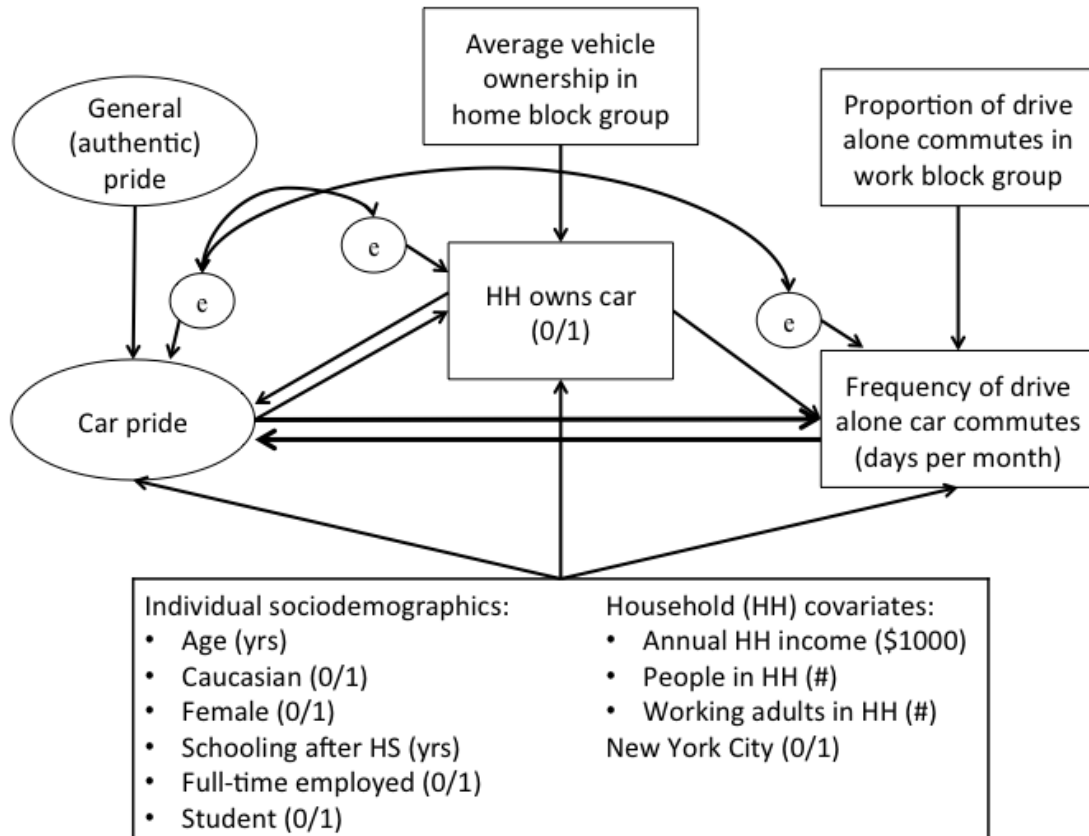 General
(authentic)
pride
Average vehicle
ownership in
home block group
Proportion of drive
alone commutes in
work block group
e
e
e
HH owns car
(0/1)
Car pride
Frequency of drive
alone car commutes
(days per month)
Individual sociodemographics:
• Age (yrs)
• Caucasian (0/1)
• Female (0/1)
• Schooling after HS (yrs)
• Full-time employed (0/1)
• Student (0/1)
Household (HH) covariates:
• Annual HH income ($1000)
• People in HH (#)
• Working adults in HH (#)
New York City (0/1)